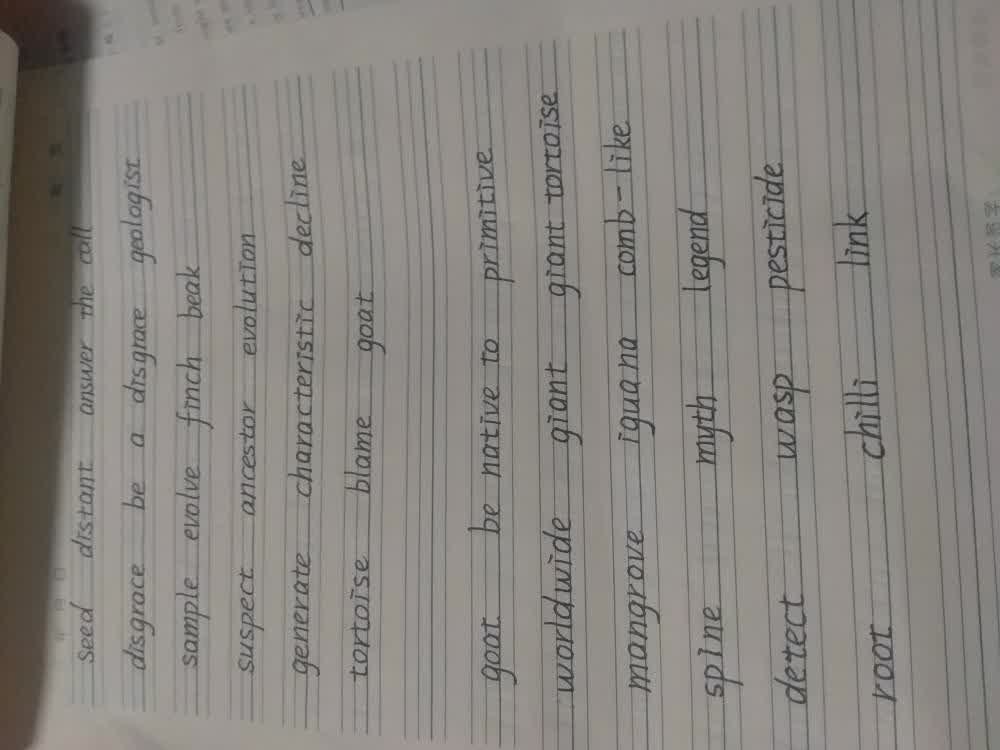 seed distant answer the call
disgrace be a disgrace geologist
sample evolve finch beak
suspect ancestor evolution
generate characteristic decline
tortoise blame goat
goat be native to primitive
worldwide giant giant tortoise
mangrove iguana comb-like
spine myth legend
detect wasp pesticide
root chilli link